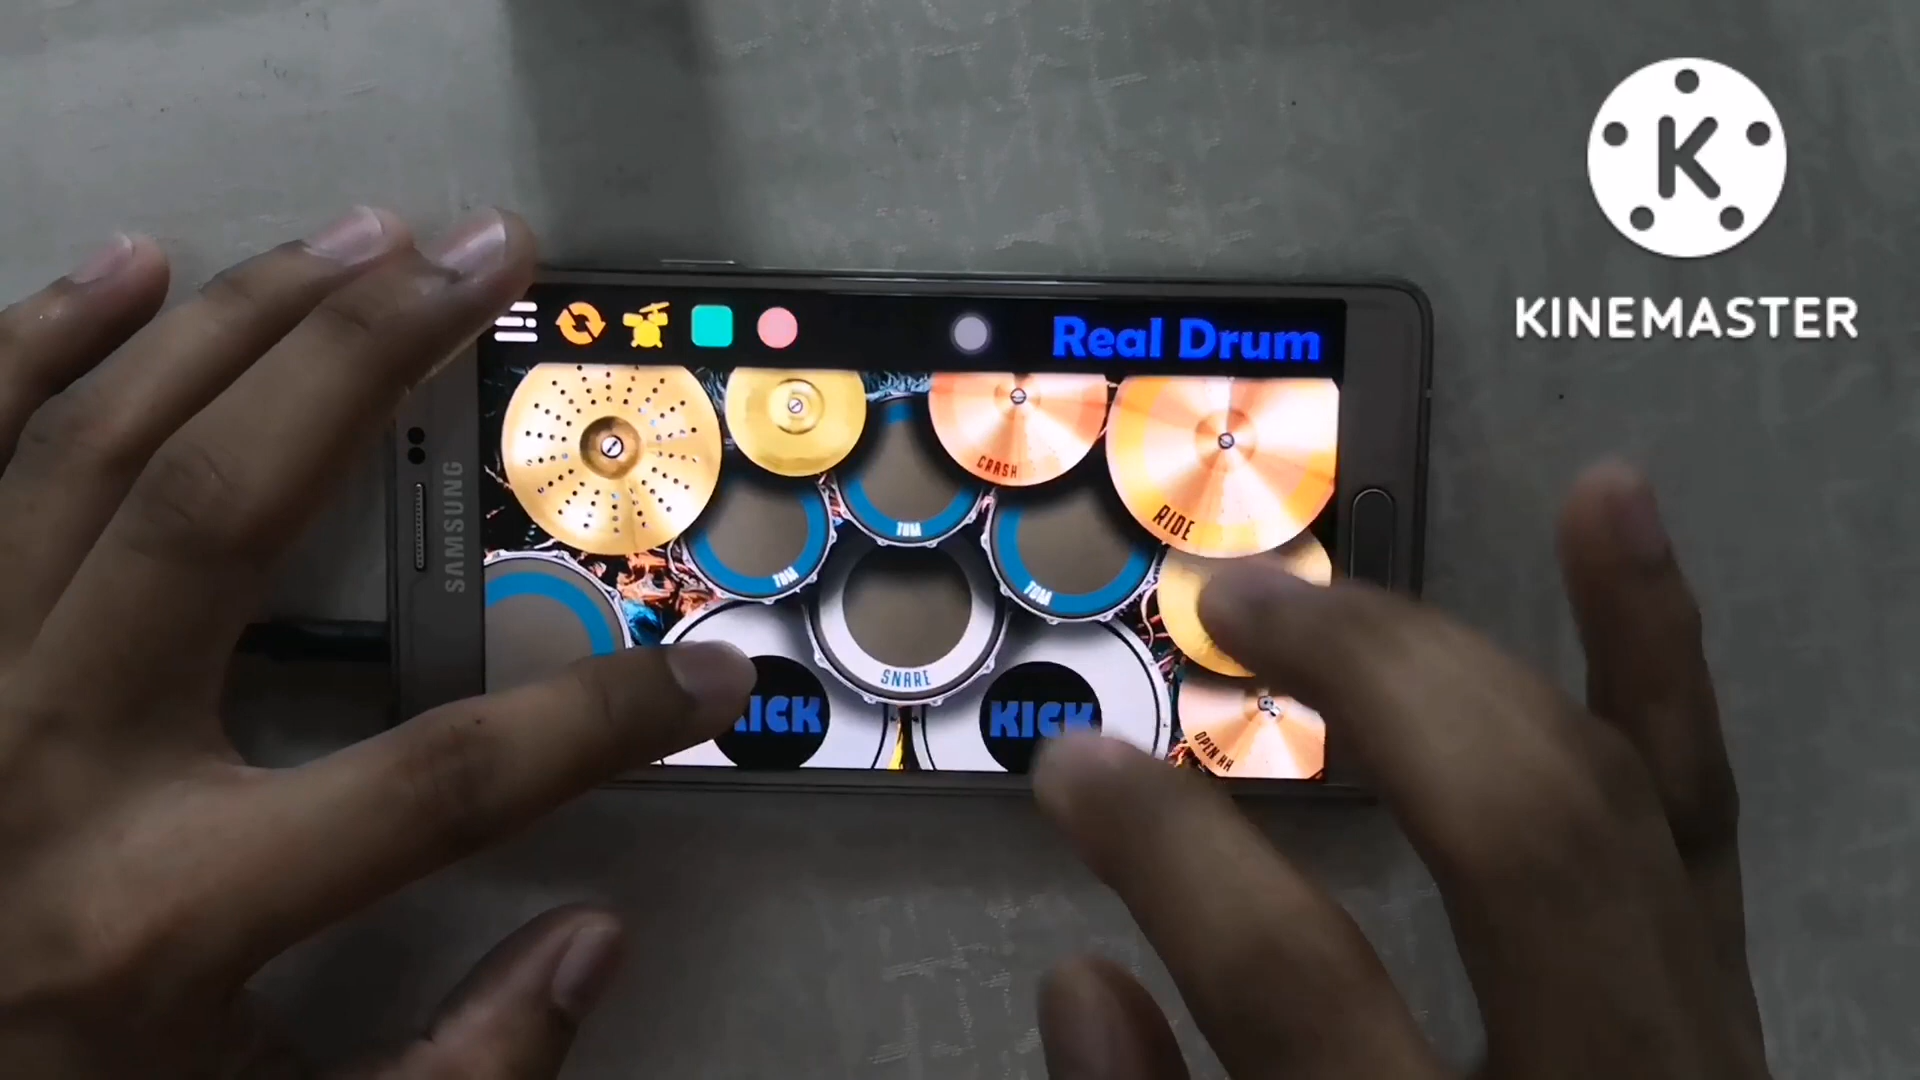 K
KINEMASTER
Real Drum
SAMSUNG
CRASH
RIDE
TOM
TOM
TOM
SNARE
KICK
KICK
OPEN HH